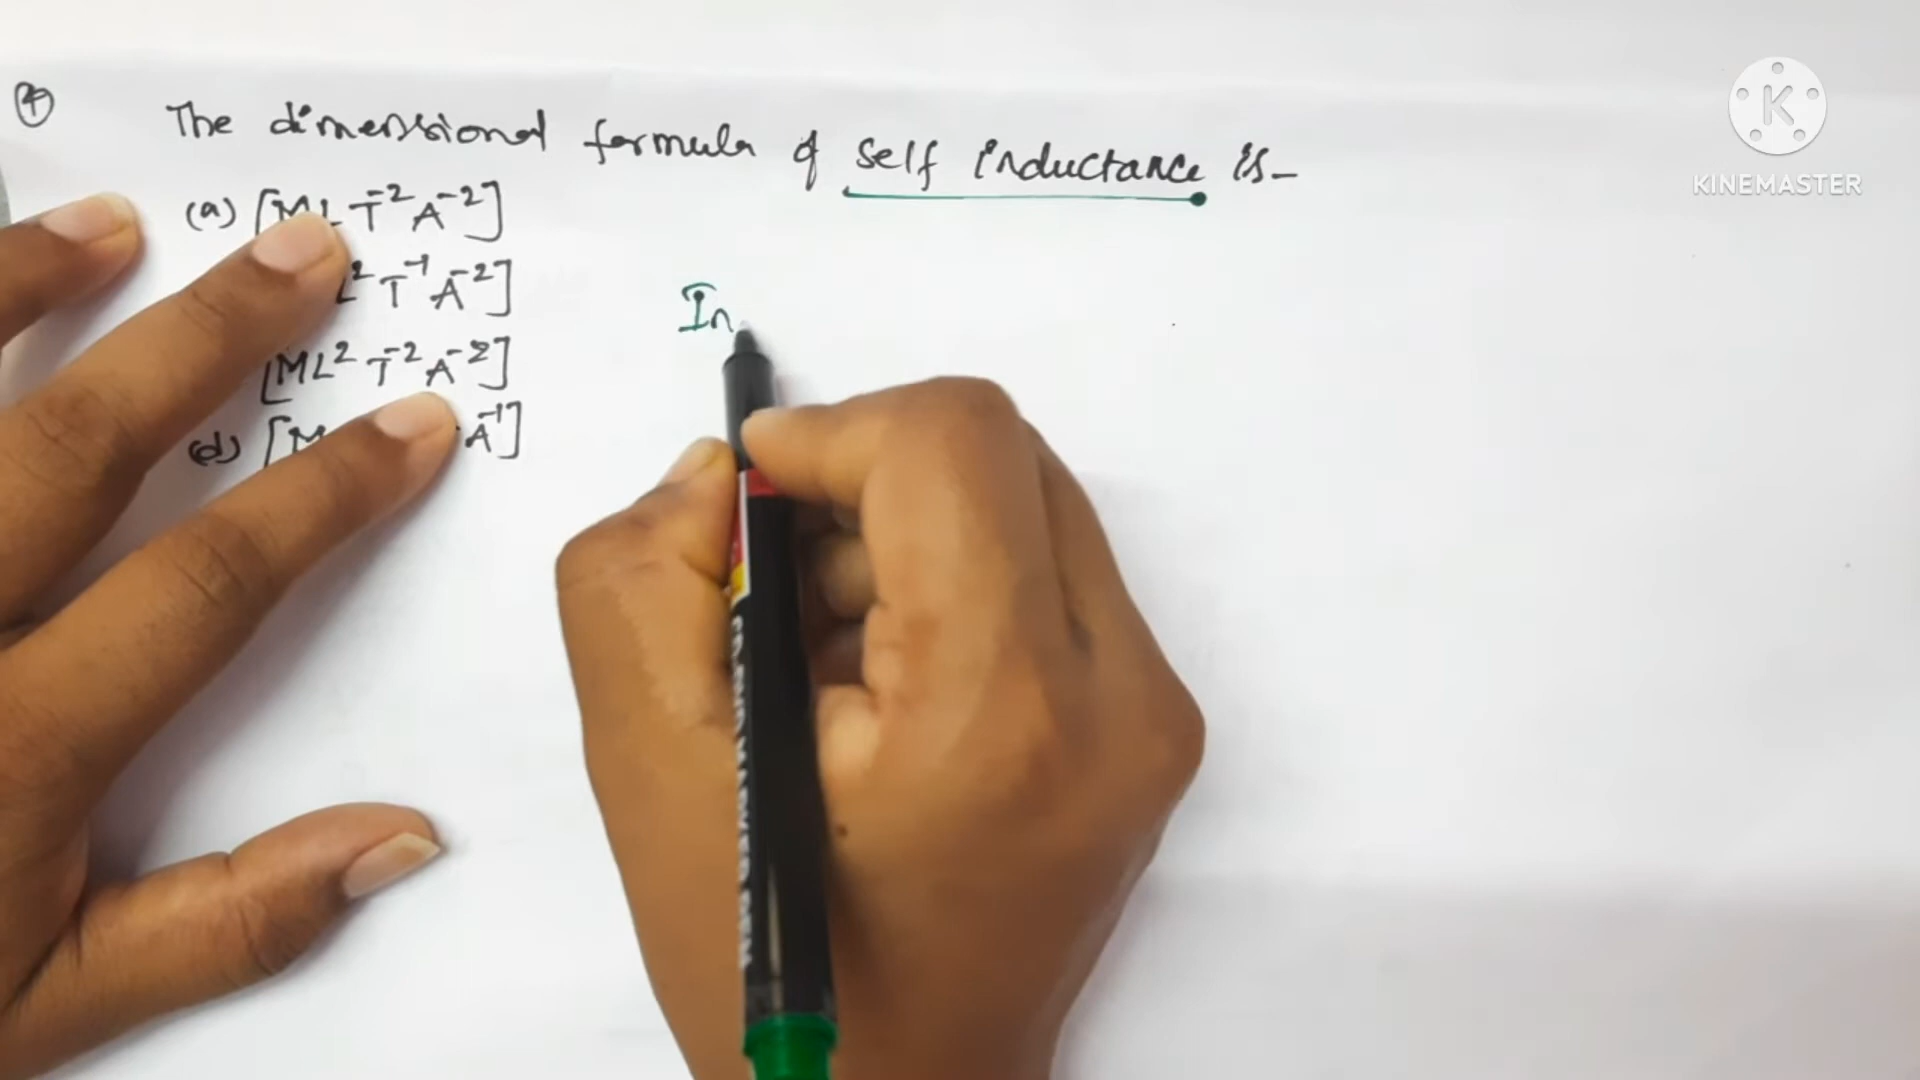 ④ The dimensional formula of self inductance is-
(a) [ML T⁻² A⁻²]
L² T⁻¹ A⁻²]
[ML² T⁻² A⁻²]
(d) [M A⁻¹]
In
KINEMASTER